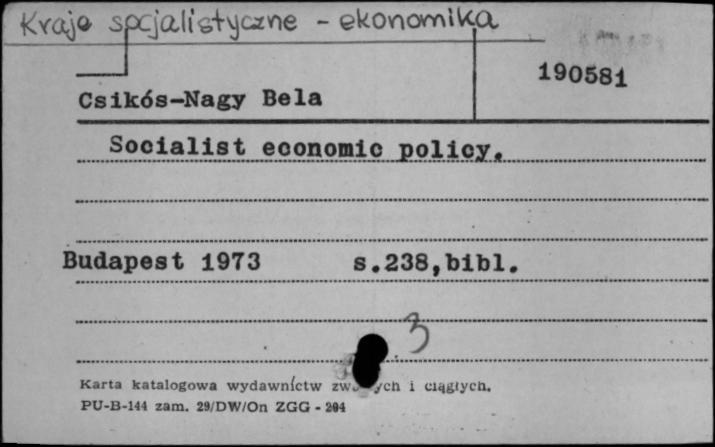 Kraje socjalistyczne - ekonomika
190581
Csikós-Nagy Bela
Socialist economic policy.
Budapest 1973 s.238,bibl.
3
Karta katalogowa wydawnictw i ciągłych.
PU-B-144 zam. 29/DW/On ZGG - 204